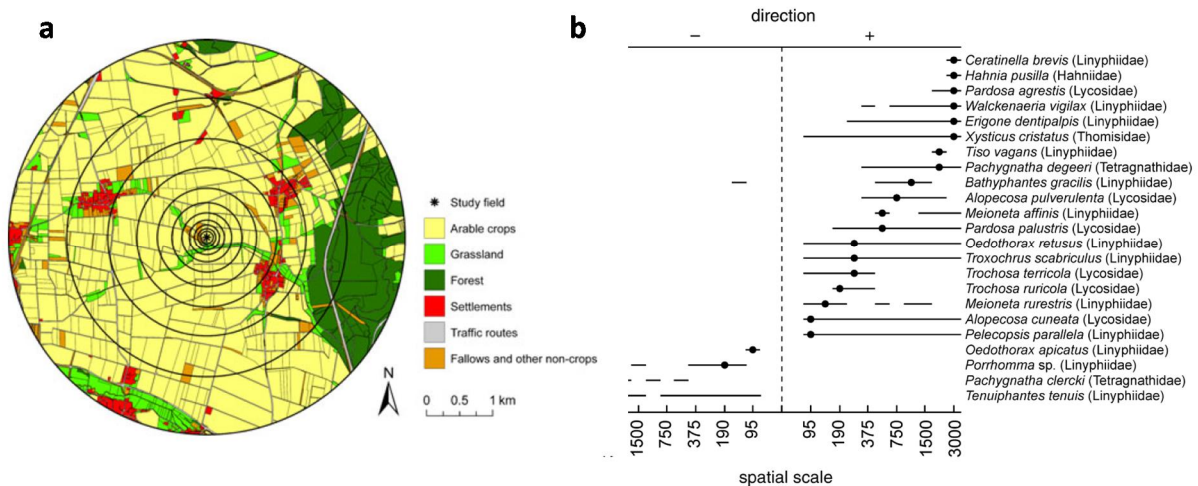 a
Study field
Arable crops
Grassland
Forest
Settlements
Traffic routes
Fallows and other non-crops
N
0 0.5 1 km
b
direction
− +
Ceratinella brevis (Linyphiidae)
Hahnia pusilla (Hahniidae)
Pardosa agrestis (Lycosidae)
Walckenaeria vigilax (Linyphiidae)
Erigone dentipalpis (Linyphiidae)
Xysticus cristatus (Thomisidae)
Tiso vagans (Linyphiidae)
Pachygnatha degeeri (Tetragnathidae)
Bathyphantes gracilis (Linyphiidae)
Alopecosa pulverulenta (Lycosidae)
Meioneta affinis (Linyphiidae)
Pardosa palustris (Lycosidae)
Oedothorax retusus (Linyphiidae)
Troxochrus scabriculus (Linyphiidae)
Trochosa terricola (Lycosidae)
Trochosa ruricola (Lycosidae)
Meioneta rurestris (Linyphiidae)
Alopecosa cuneata (Lycosidae)
Pelecopsis parallela (Linyphiidae)
Oedothorax apicatus (Linyphiidae)
Porrhomma sp. (Linyphiidae)
Pachygnatha clercki (Tetragnathidae)
Tenuiphantes tenuis (Linyphiidae)
1500 750 375 190 95 95 190 375 750 1500 3000
spatial scale